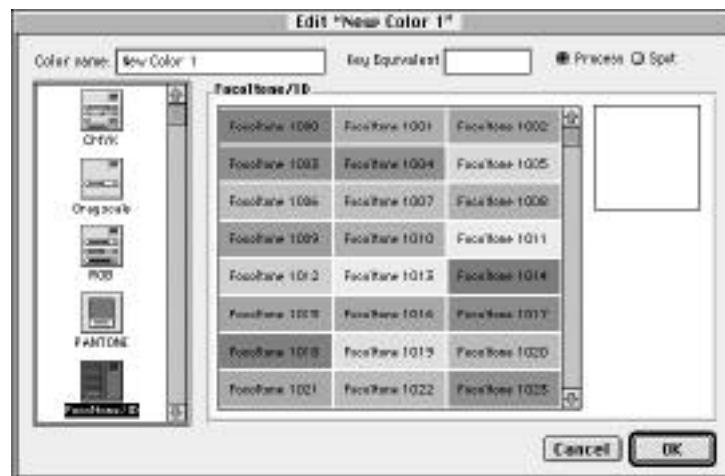 Edit "New Color 1"
Color name: New Color 1 Key Equivalent Process Spot
Focoltone/ID
CMYK
Grayscale
RGB
PANTONE
Focoltone/ID
Focoltone 1000 Focoltone 1001 Focoltone 1002
Focoltone 1003 Focoltone 1004 Focoltone 1005
Focoltone 1006 Focoltone 1007 Focoltone 1008
Focoltone 1009 Focoltone 1010 Focoltone 1011
Focoltone 1012 Focoltone 1013 Focoltone 1014
Focoltone 1015 Focoltone 1016 Focoltone 1017
Focoltone 1018 Focoltone 1019 Focoltone 1020
Focoltone 1021 Focoltone 1022 Focoltone 1023
Cancel OK